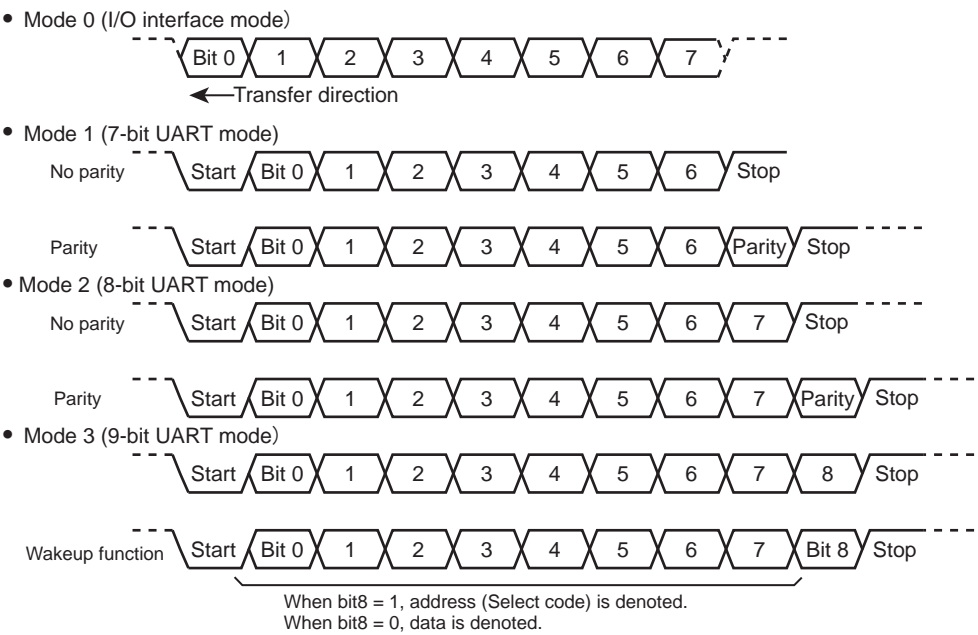 • Mode 0 (I/O interface mode)
Bit 0 1 2 3 4 5 6 7
Transfer direction
• Mode 1 (7-bit UART mode)
No parity Start Bit 0 1 2 3 4 5 6 Stop
Parity Start Bit 0 1 2 3 4 5 6 Parity Stop
• Mode 2 (8-bit UART mode)
No parity Start Bit 0 1 2 3 4 5 6 7 Stop
Parity Start Bit 0 1 2 3 4 5 6 7 Parity Stop
• Mode 3 (9-bit UART mode)
Start Bit 0 1 2 3 4 5 6 7 8 Stop
Wakeup function Start Bit 0 1 2 3 4 5 6 7 Bit 8 Stop
When bit8 = 1, address (Select code) is denoted.
When bit8 = 0, data is denoted.